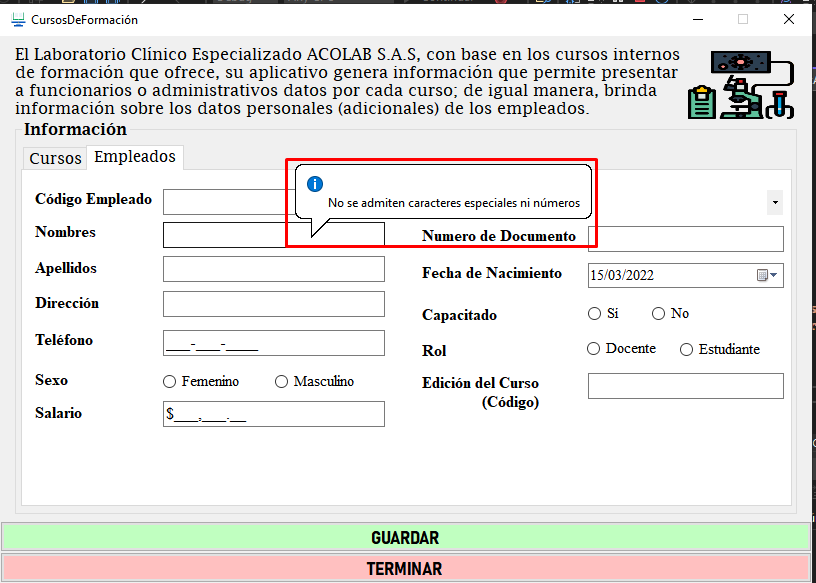 CursosDeFormación
El Laboratorio Clínico Especializado ACOLAB S.A.S, con base en los cursos internos
de formación que ofrece, su aplicativo genera información que permite presentar
a funcionarios o administrativos datos por cada curso; de igual manera, brinda
información sobre los datos personales (adicionales) de los empleados.
Información
Cursos Empleados
Código Empleado
No se admiten caracteres especiales ni números
Nombres
Numero de Documento
Apellidos
Fecha de Nacimiento 15/03/2022
Dirección
Capacitado Si No
Teléfono ___-___-____
Rol Docente Estudiante
Sexo Femenino Masculino
Edición del Curso
(Código)
Salario $___,___.__
GUARDAR
TERMINAR